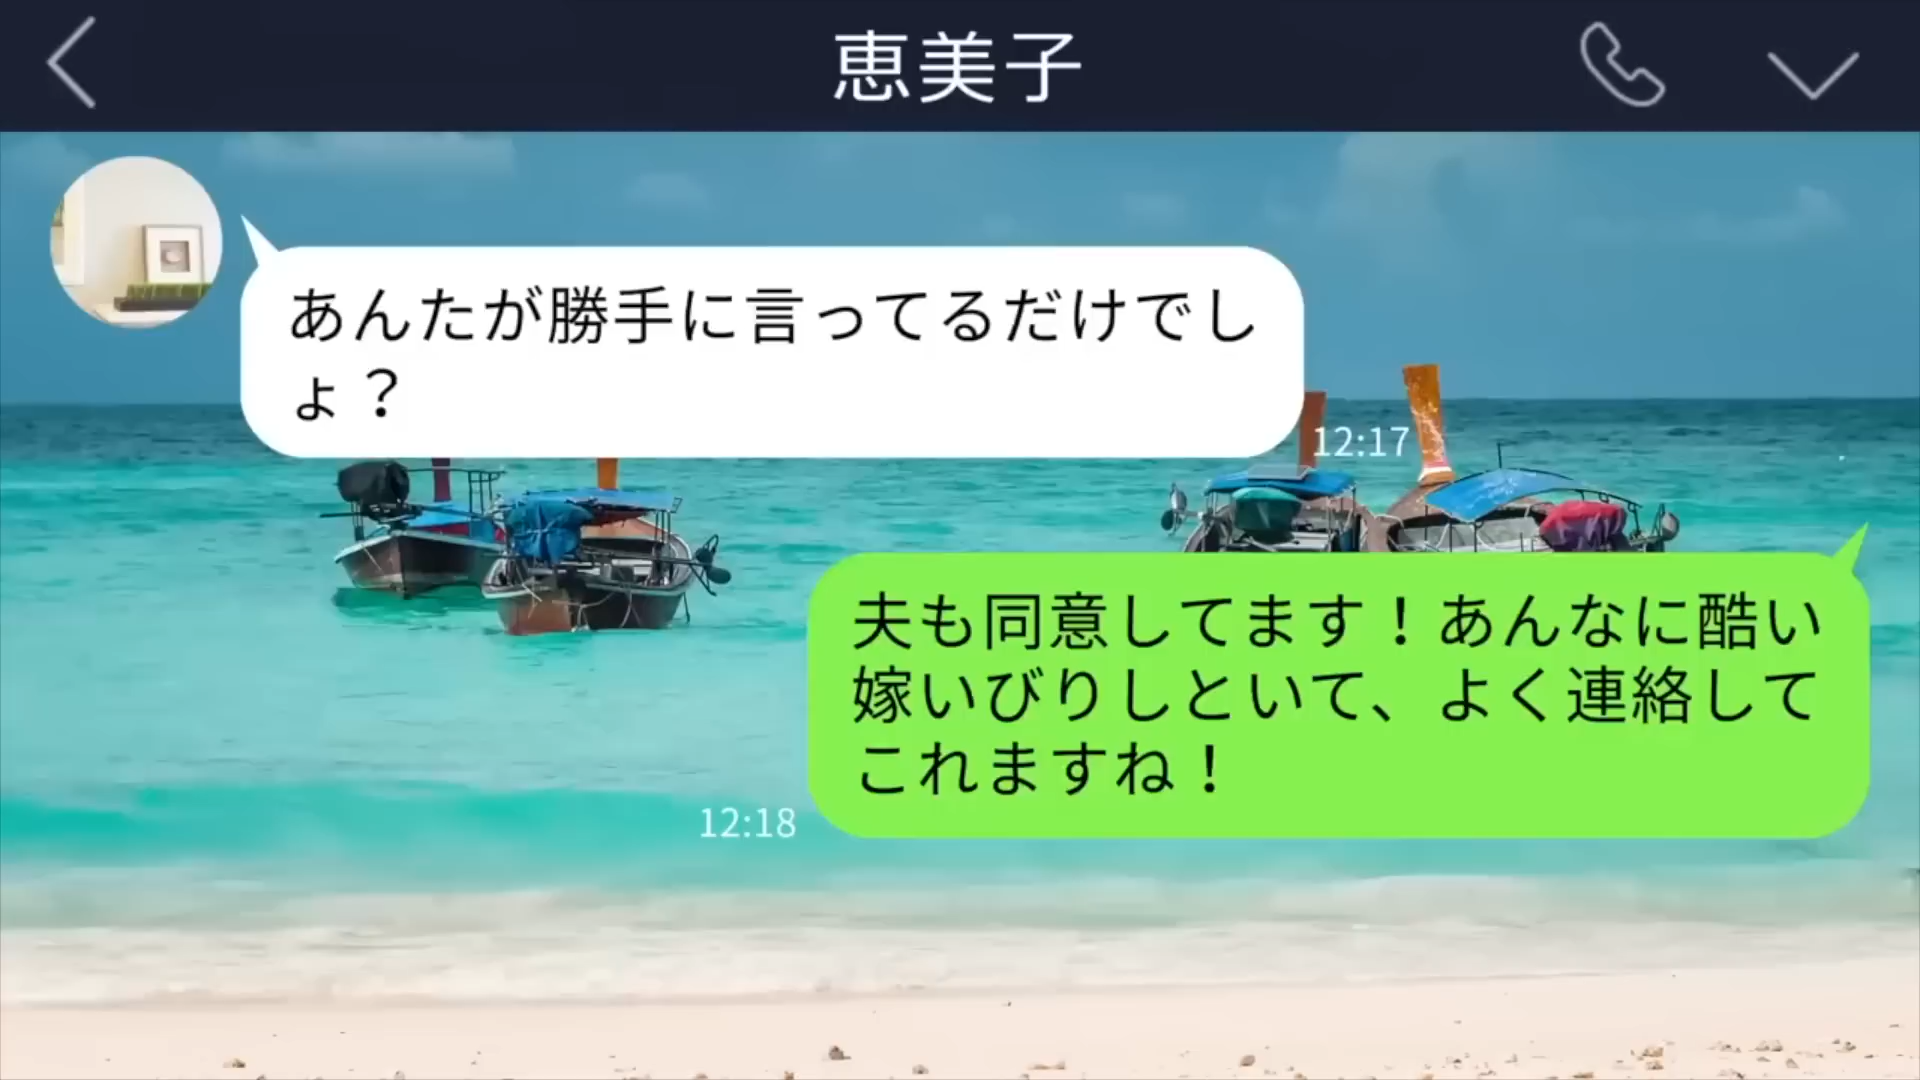 恵美子
あんたが勝手に言ってるだけでし
ょ？
12:17
夫も同意してます！あんなに酷い
嫁いびりしといて、よく連絡して
これますね！
12:18